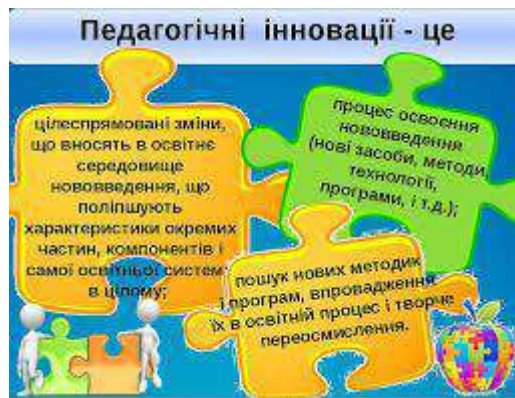 Педагогічні інновації - це
цілеспрямовані зміни,
що вносять в освітнє
середовище
нововведення, що
поліпшують
характеристики окремих
частин, компонентів і
самої освітньої систем
в цілому;
процес освоєння
нововведення
(нові засоби, методи,
технології,
програми, і т.д.);
пошук нових методик
і програм, впровадження
їх в освітній процес і творче
переосмислення.